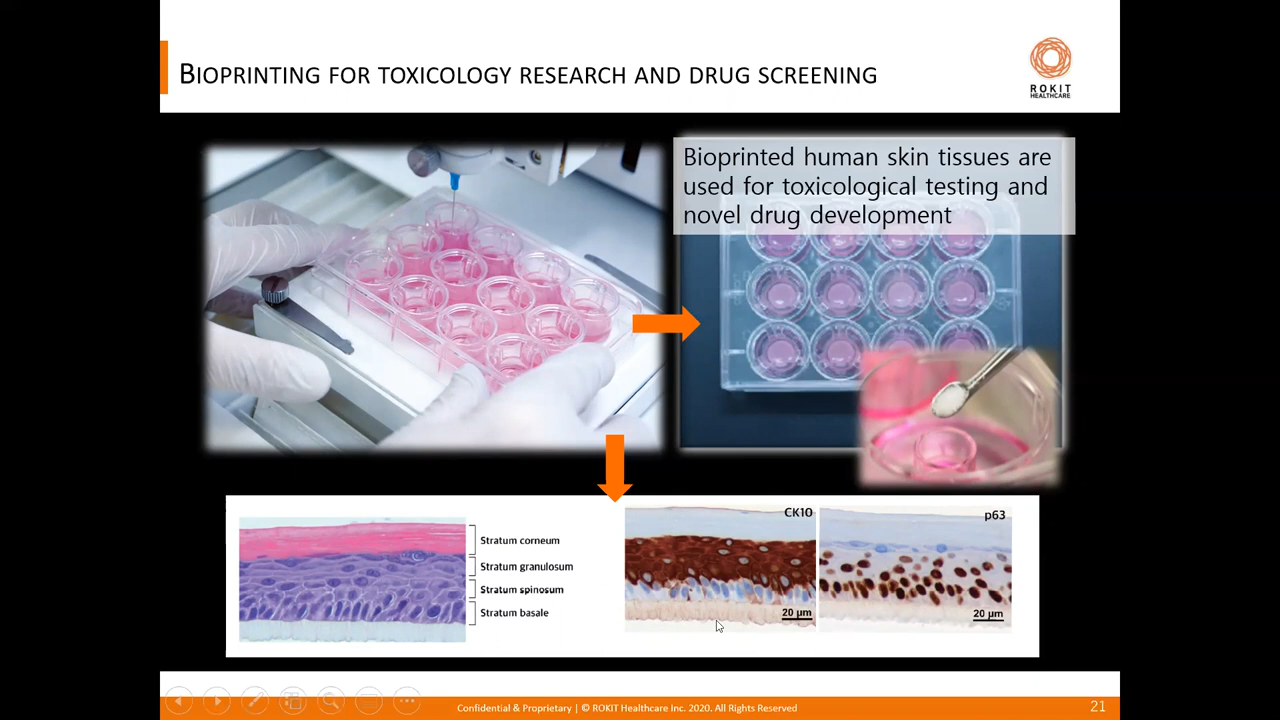 BIOPRINTING FOR TOXICOLOGY RESEARCH AND DRUG SCREENING
ROKIT
HEALTHCARE
Bioprinted human skin tissues are
used for toxicological testing and
novel drug development
Stratum corneum
Stratum granulosum
Stratum spinosum
Stratum basale
CK10
20 µm
p63
20 µm
Confidential & Proprietary | © ROKIT Healthcare Inc. 2020. All Rights Reserved
21